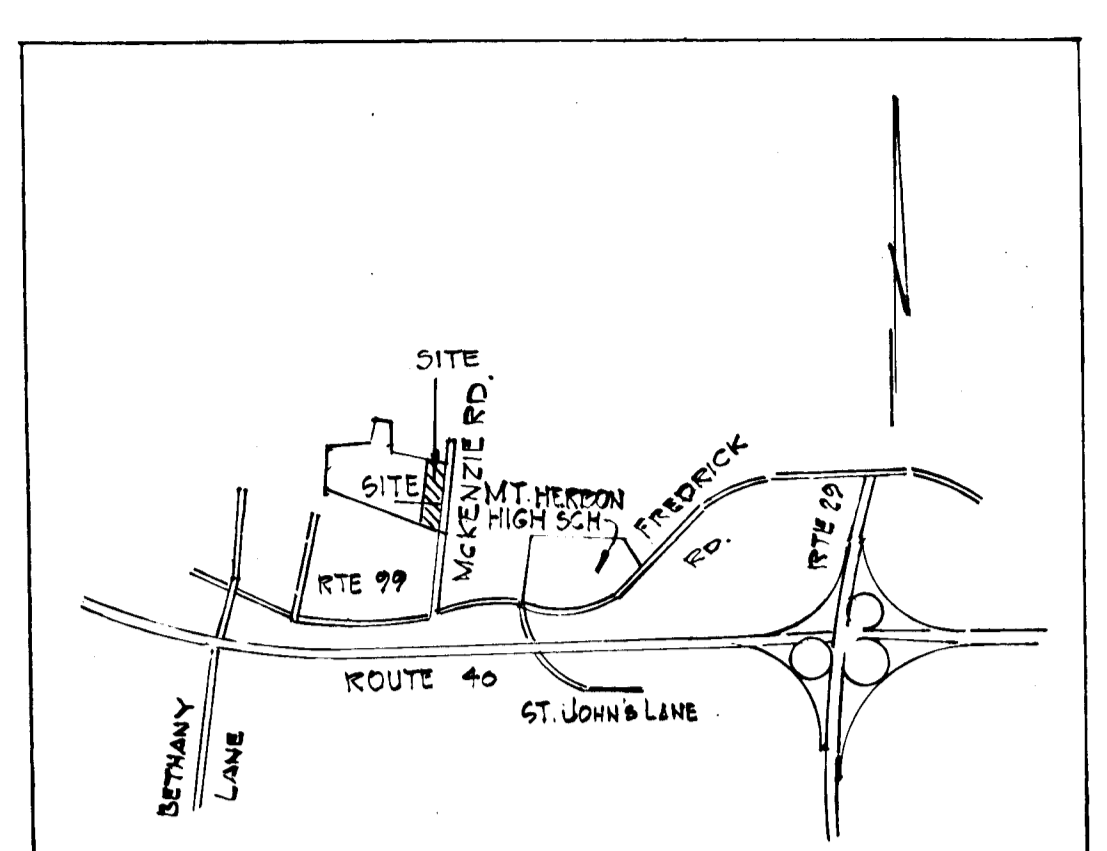 SITE
McKENZIE RD.
SITE
MT. HERBON
HIGH SCH
FREDRICK
RD.
RTE 29
RTE 99
ROUTE 40
ST. JOHN'S LANE
BETHANY
LANE